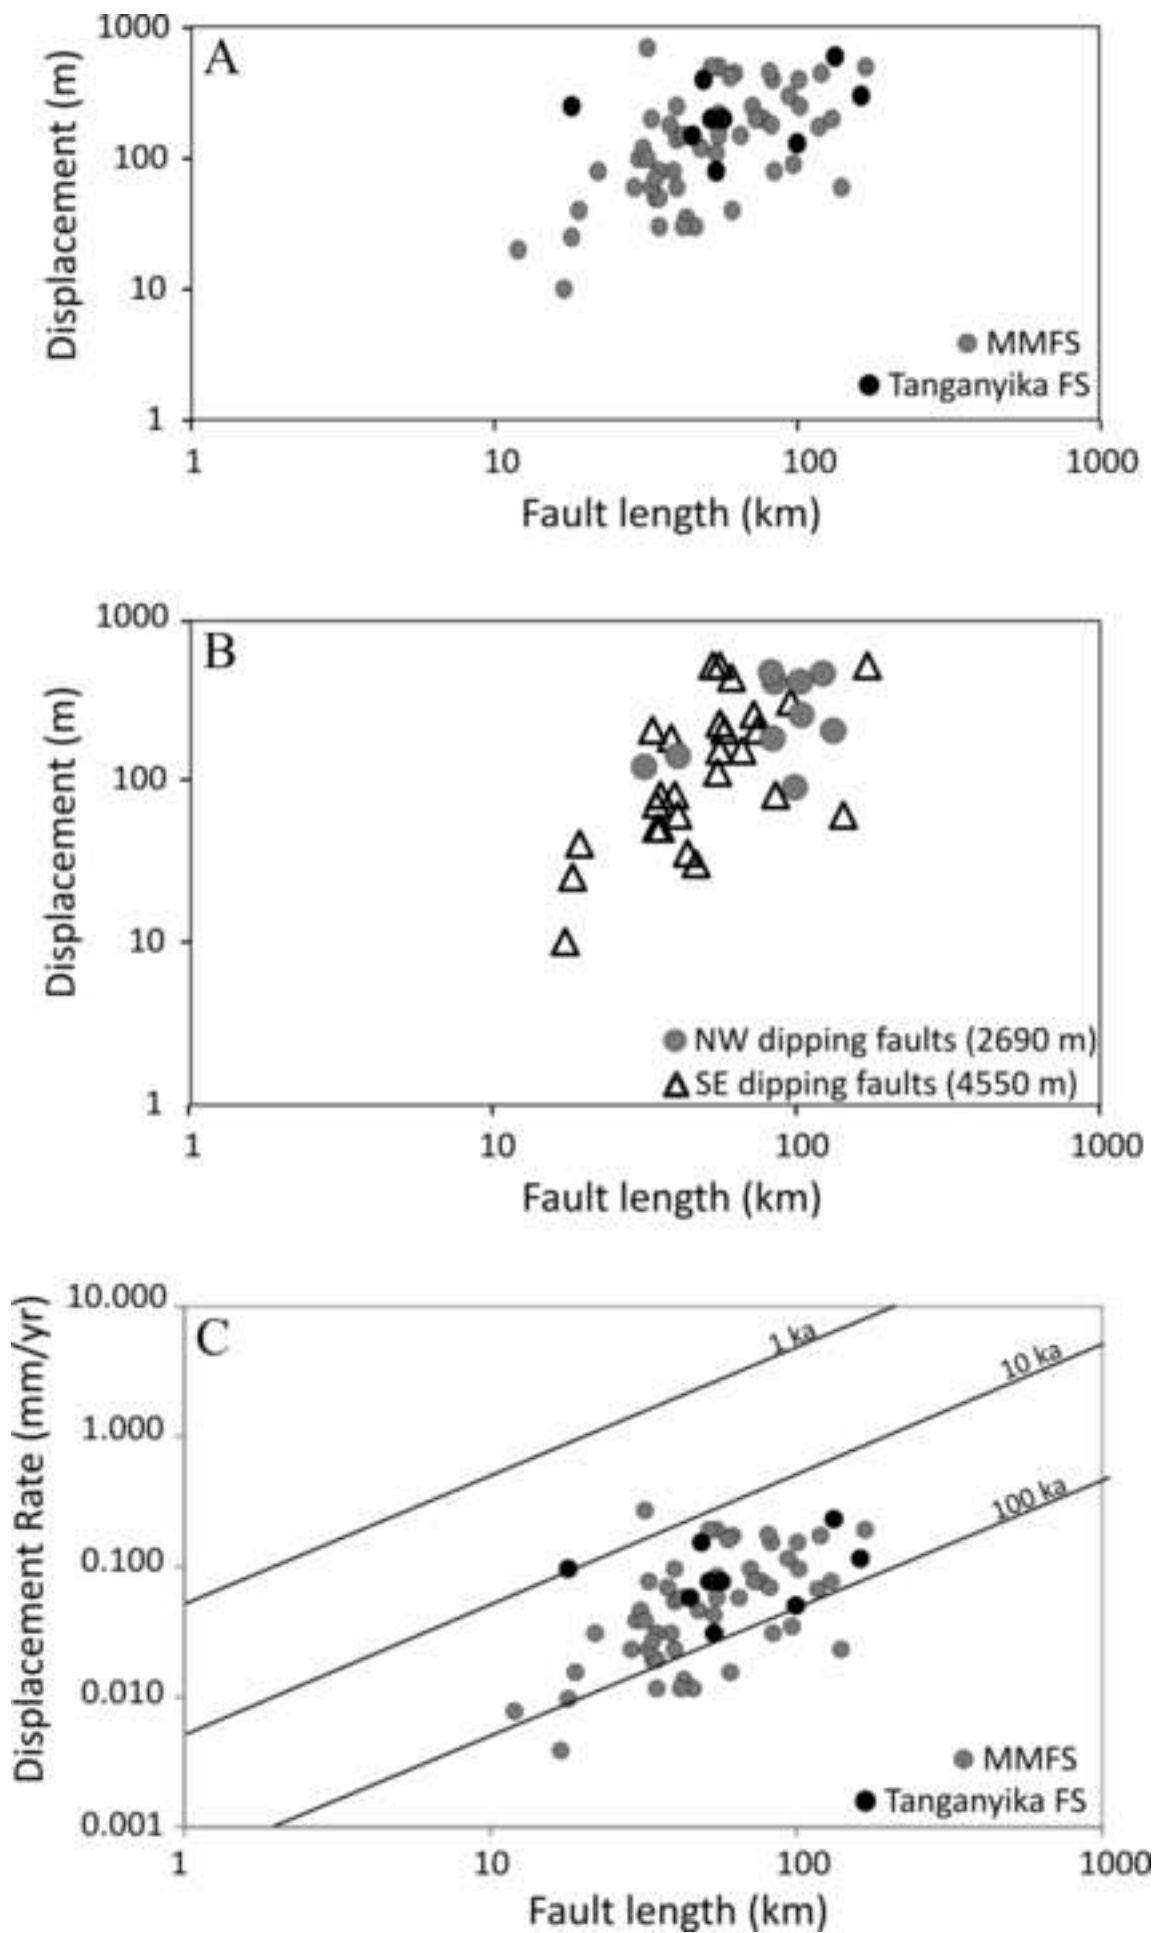 1000
A
100
10
1
Displacement (m)
MMFS
Tanganyika FS
1 10 100 1000
Fault length (km)
1000
B
100
10
1
Displacement (m)
NW dipping faults (2690 m)
SE dipping faults (4550 m)
1 10 100 1000
Fault length (km)
10.000
C
1.000
0.100
0.010
0.001
Displacement Rate (mm/yr)
1 ka
10 ka
100 ka
MMFS
Tanganyika FS
1 10 100 1000
Fault length (km)